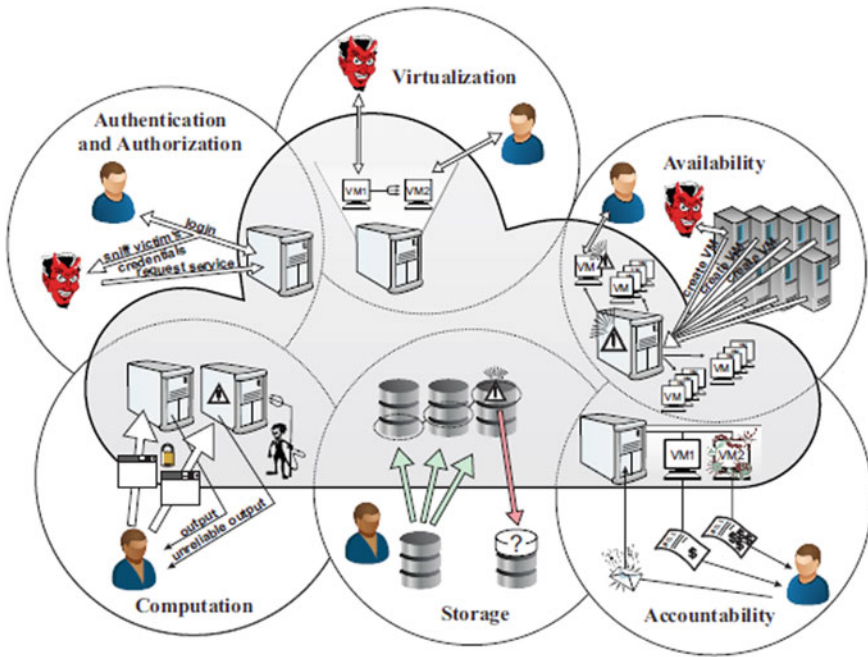 Virtualization
Authentication
and Authorization
login
sniff victim's
credentials
request service
VM1
VM2
Availability
create VM
create VM
create VM
VM
VM
VM
VM
output
unreliable output
Computation
?
Storage
VM1
VM2
$
Accountability